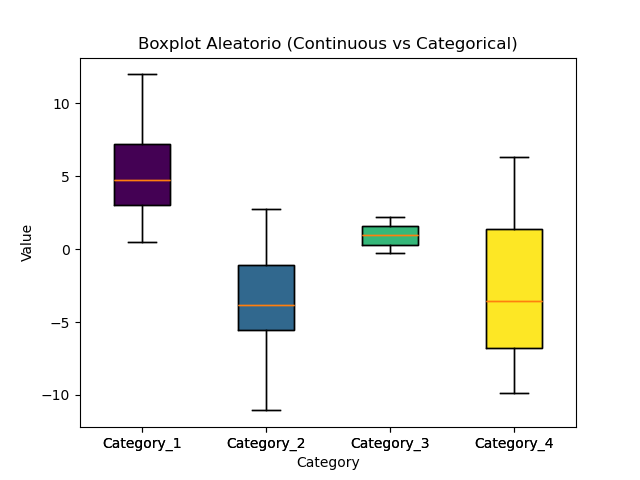 Boxplot Aleatorio (Continuous vs Categorical)
10
5
0
−5
−10
Value
Category_1
Category_2
Category_3
Category_4
Category